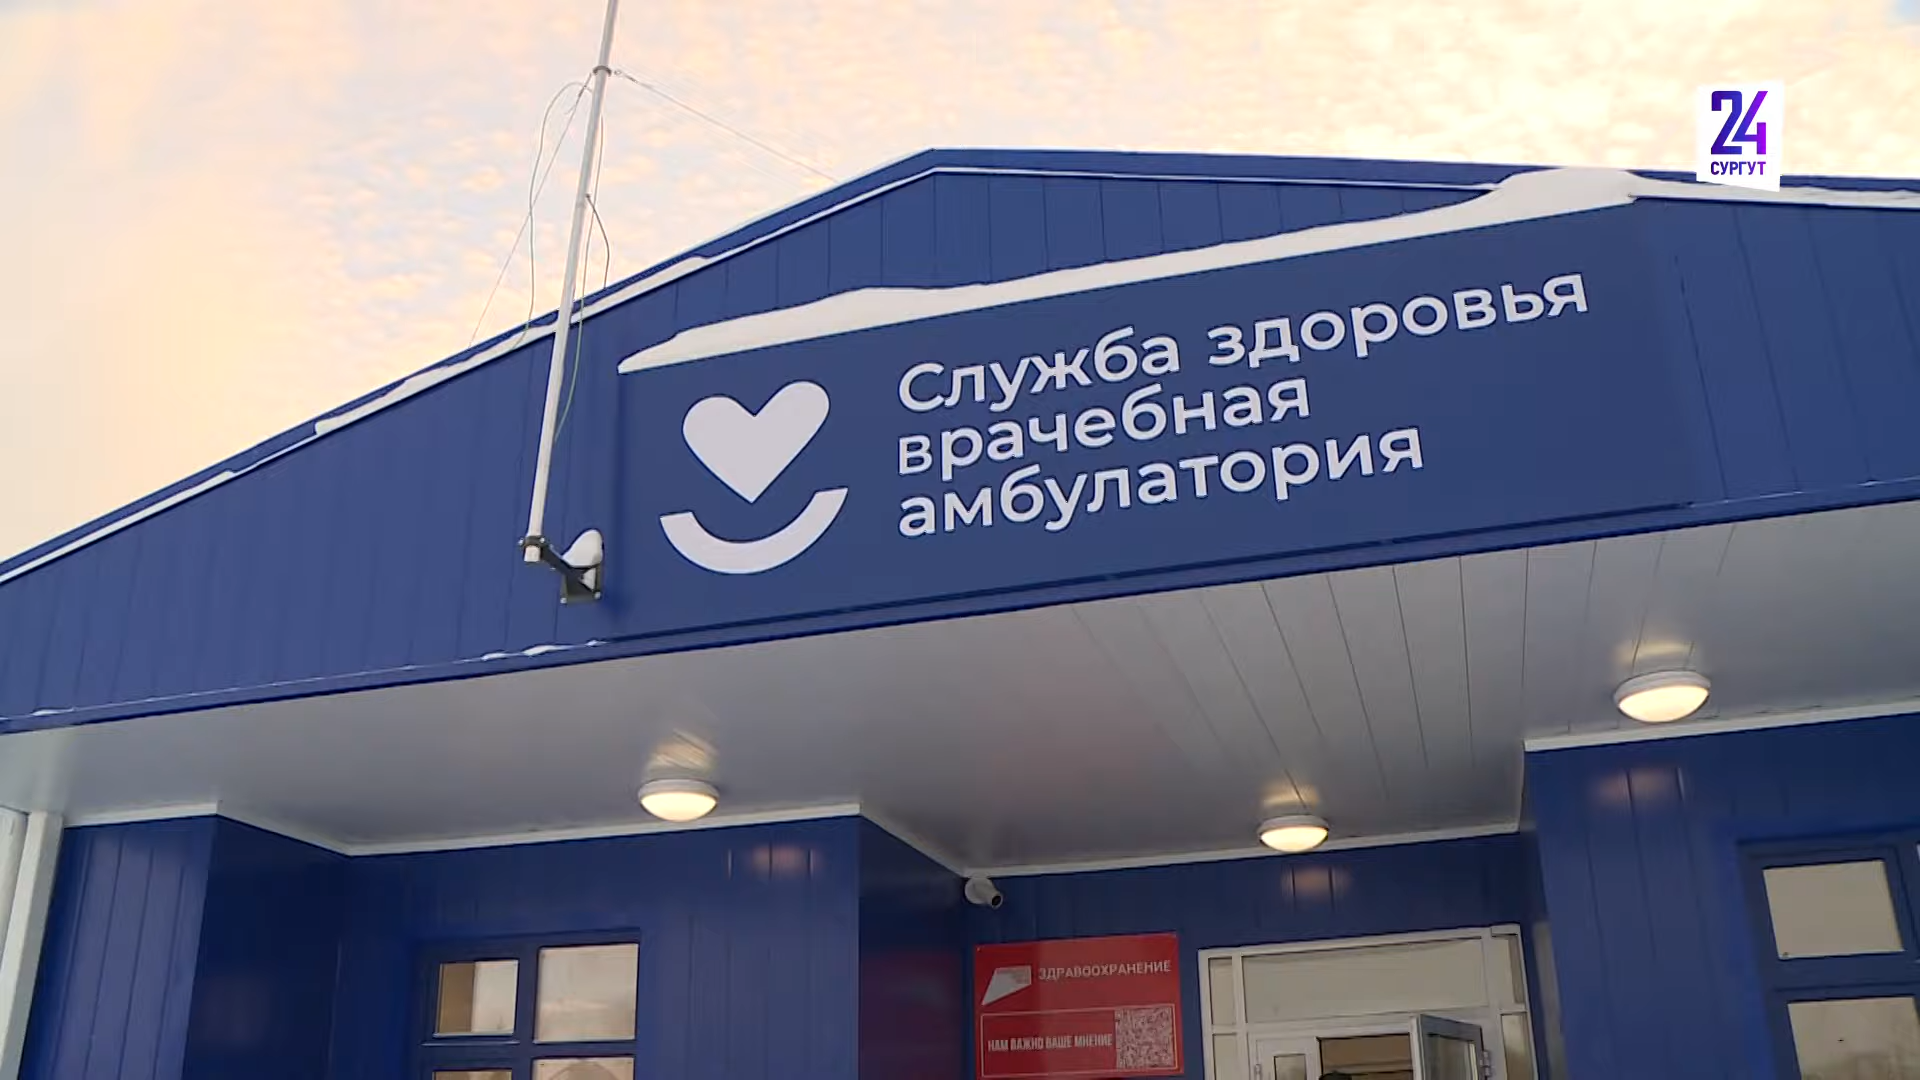 24
СУРГУТ
Служба здоровья
врачебная
амбулатория
ЗДРАВООХРАНЕНИЕ
НАМ ВАЖНО ВАШЕ МНЕНИЕ